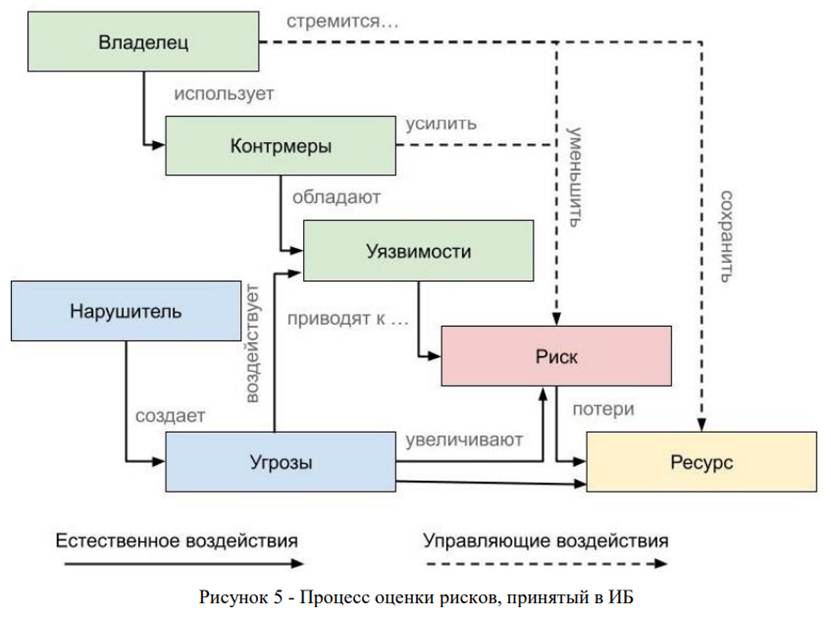 стремится…
Владелец
использует
Контрмеры
усилить
уменьшить
обладают
сохранить
Уязвимости
Нарушитель
воздействует
приводят к …
Риск
создает
потери
увеличивают
Угрозы
Ресурс
Естественное воздействия
Управляющие воздействия
Рисунок 5 - Процесс оценки рисков, принятый в ИБ